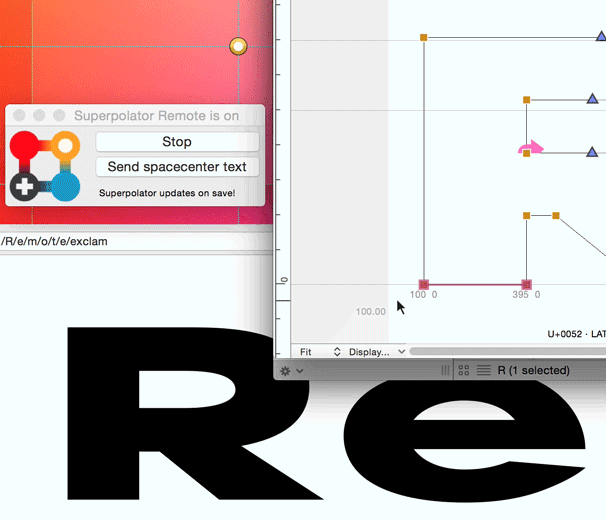 Superpolator Remote is on
Stop
Send spacecenter text
Superpolator updates on save!
/R/e/m/o/t/e/exclam
0
100 0
395 0
100.00
U+0052 · LAT
Fit
Display...
R (1 selected)
Re